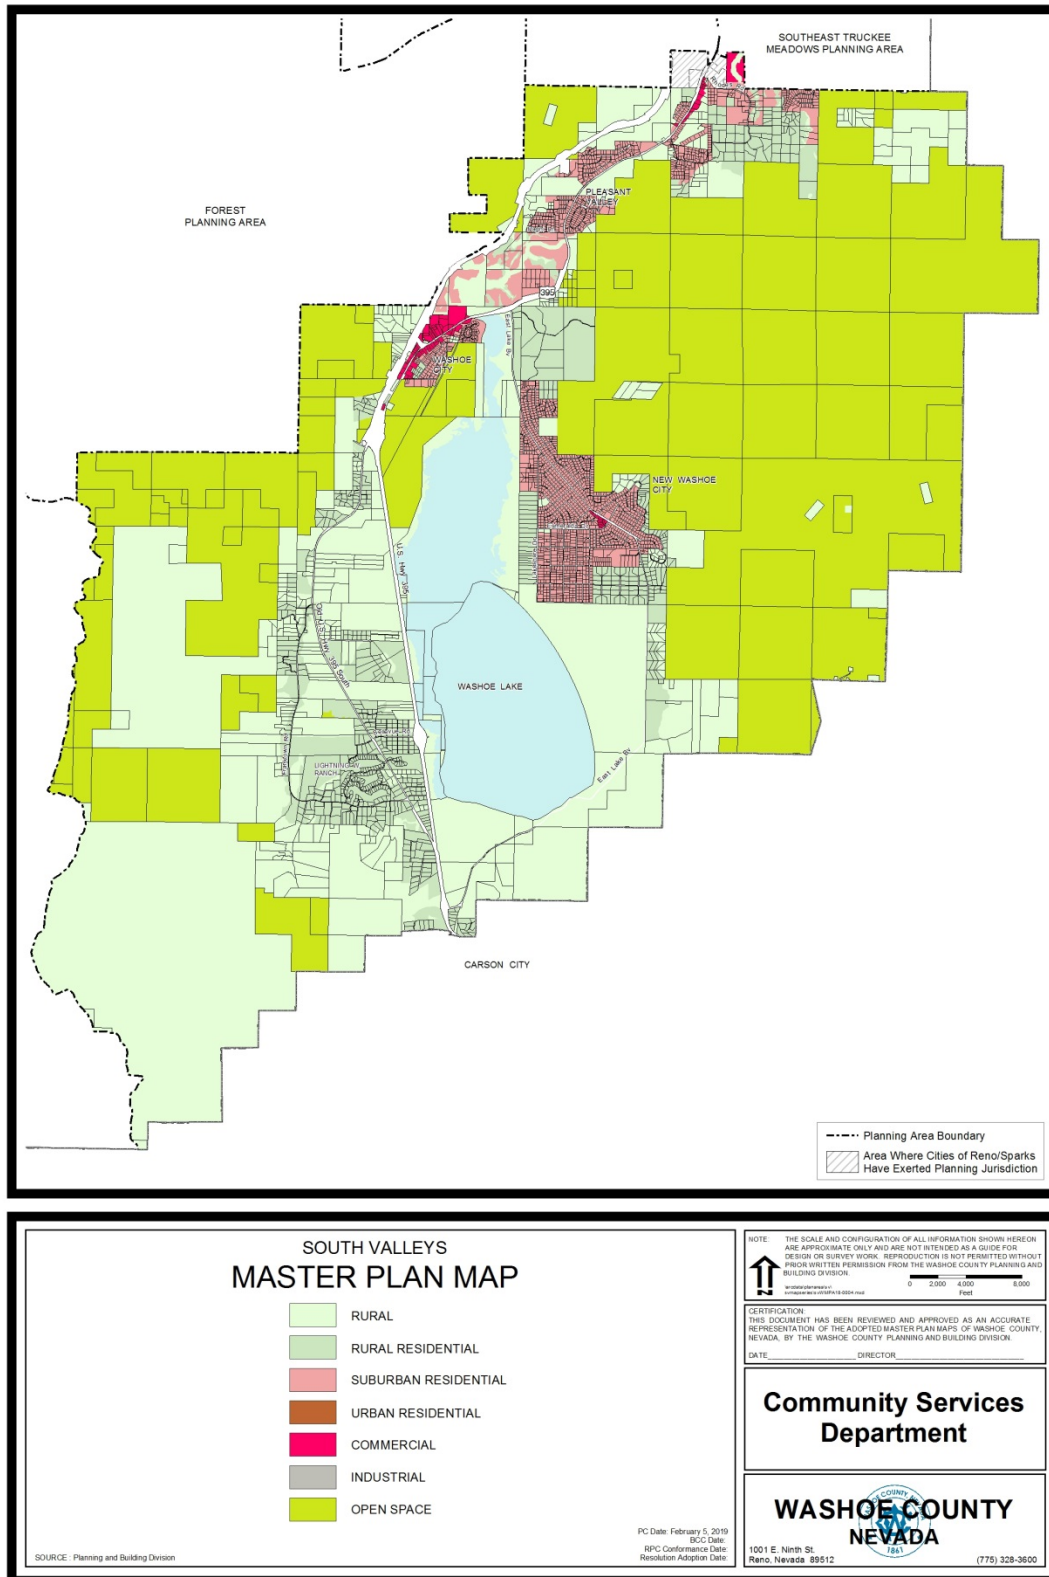 SOUTHEAST TRUCKEE
MEADOWS PLANNING AREA
FOREST
PLANNING AREA
PLEASANT
VALLEY
395
East Lake Bv
WASHOE
CITY
NEW WASHOE
CITY
U.S. Hwy 395
Old U.S. Hwy 395 South
WASHOE LAKE
LIGHTNING W
RANCH
East Lake Bv
CARSON CITY
Planning Area Boundary
Area Where Cities of Reno/Sparks
Have Exerted Planning Jurisdiction
SOUTH VALLEYS
MASTER PLAN MAP
RURAL
RURAL RESIDENTIAL
SUBURBAN RESIDENTIAL
URBAN RESIDENTIAL
COMMERCIAL
INDUSTRIAL
OPEN SPACE
SOURCE : Planning and Building Division
PC Date: February 5, 2019
BCC Date:
RPC Conformance Date:
Resolution Adoption Date:
NOTE: THE SCALE AND CONFIGURATION OF ALL INFORMATION SHOWN HEREON
ARE APPROXIMATE ONLY AND ARE NOT INTENDED AS A GUIDE FOR
DESIGN OR SURVEY WORK. REPRODUCTION IS NOT PERMITTED WITHOUT
PRIOR WRITTEN PERMISSION FROM THE WASHOE COUNTY PLANNING AND
BUILDING DIVISION.
N
0 2,000 4,000 8,000
Feet
CERTIFICATION:
THIS DOCUMENT HAS BEEN REVIEWED AND APPROVED AS AN ACCURATE
REPRESENTATION OF THE ADOPTED MASTER PLAN MAPS OF WASHOE COUNTY,
NEVADA, BY THE WASHOE COUNTY PLANNING AND BUILDING DIVISION.
DATE____________________ DIRECTOR______________________________
Community Services
Department
WASHOE COUNTY
NEVADA
WASHOE COUNTY, NEVADA
1861
1001 E. Ninth St.
Reno, Nevada 89512
(775) 328-3600